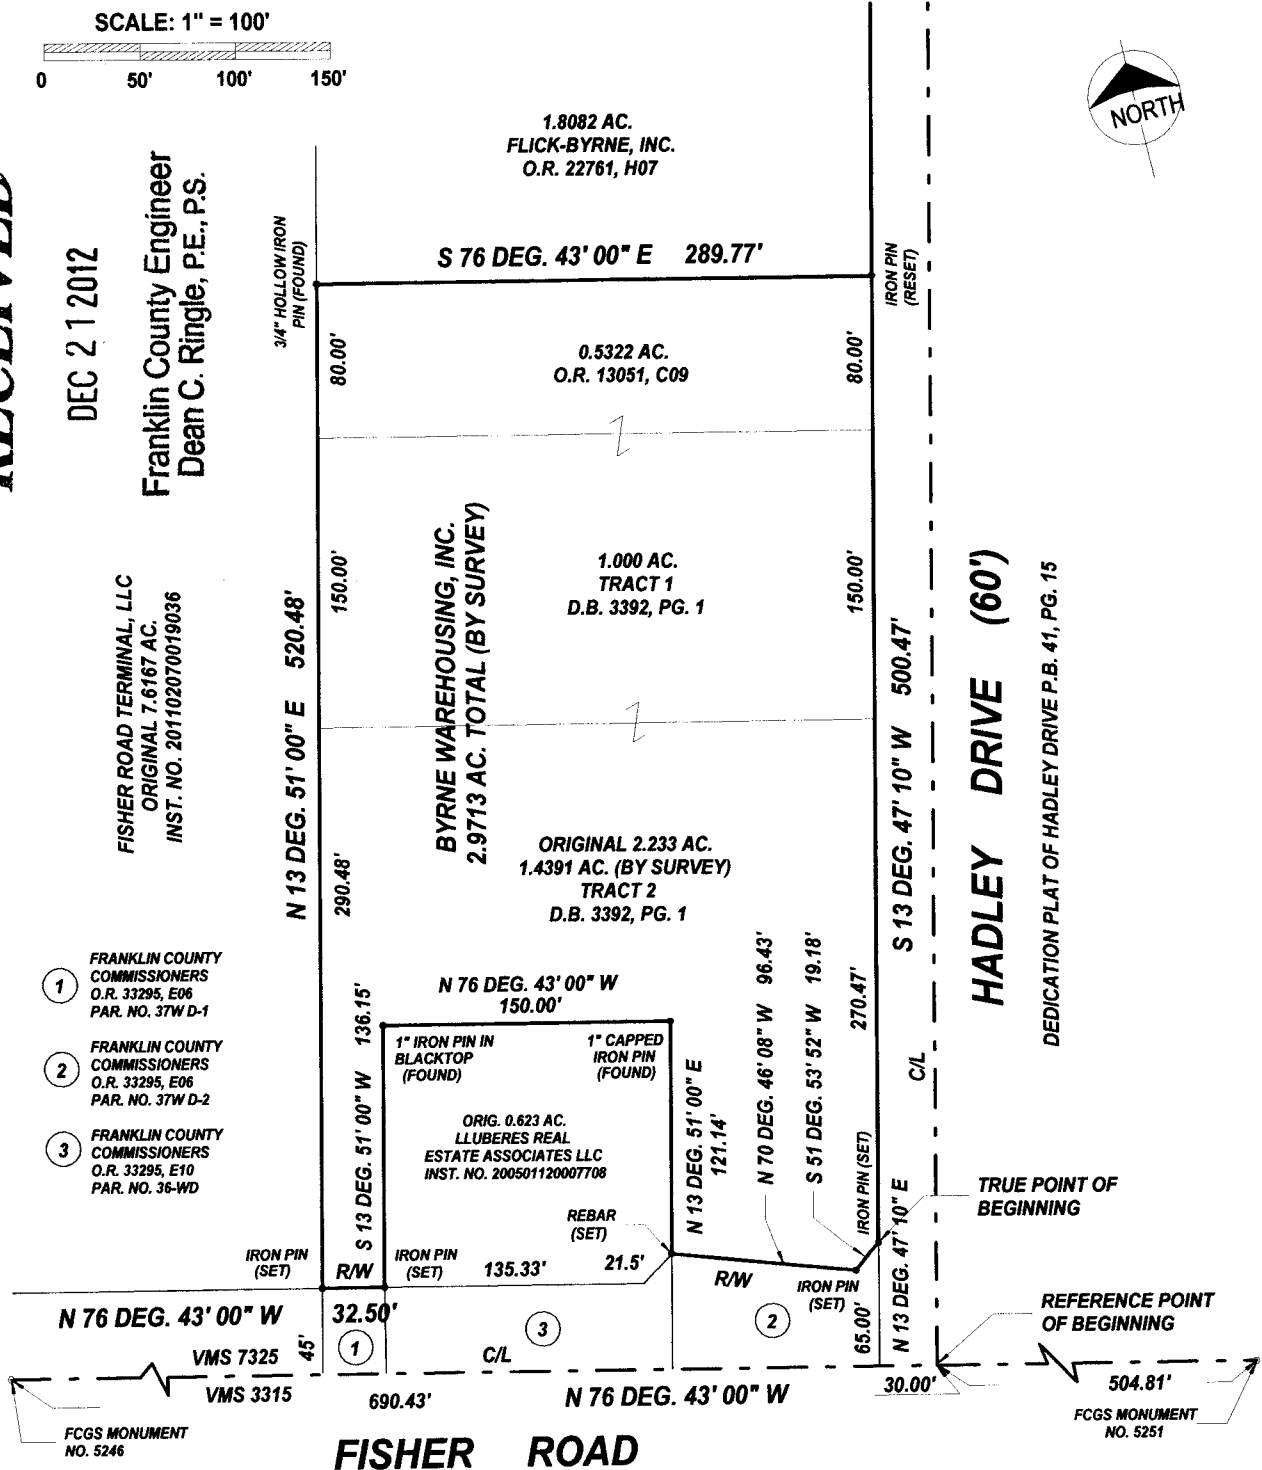 SCALE: 1" = 100'
0 50' 100' 150'
NORTH
RECEIVED
DEC 2 1 2012
Franklin County Engineer
Dean C. Ringle, P.E., P.S.
1.8082 AC.
FLICK-BYRNE, INC.
O.R. 22761, H07
3/4" HOLLOW IRON
PIN (FOUND)
S 76 DEG. 43' 00" E 289.77'
IRON PIN
(RESET)
80.00'
0.5322 AC.
O.R. 13051, C09
80.00'
FISHER ROAD TERMINAL, LLC
ORIGINAL 7.6167 AC.
INST. NO. 201102070019036
N 13 DEG. 51' 00" E 520.48'
150.00'
BYRNE WAREHOUSING, INC.
2.9713 AC. TOTAL (BY SURVEY)
1.000 AC.
TRACT 1
D.B. 3392, PG. 1
150.00'
S 13 DEG. 47' 10" W 500.47'
HADLEY DRIVE (60')
DEDICATION PLAT OF HADLEY DRIVE P.B. 41, PG. 15
290.48'
ORIGINAL 2.233 AC.
1.4391 AC. (BY SURVEY)
TRACT 2
D.B. 3392, PG. 1
1
FRANKLIN COUNTY
COMMISSIONERS
O.R. 33295, E06
PAR. NO. 37W D-1
2
FRANKLIN COUNTY
COMMISSIONERS
O.R. 33295, E06
PAR. NO. 37W D-2
3
FRANKLIN COUNTY
COMMISSIONERS
O.R. 33295, E10
PAR. NO. 36-WD
N 76 DEG. 43' 00" W
150.00'
S 13 DEG. 51' 00" W 136.15'
1" IRON PIN IN
BLACKTOP
(FOUND)
1" CAPPED
IRON PIN
(FOUND)
ORIG. 0.623 AC.
LLUBERES REAL
ESTATE ASSOCIATES LLC
INST. NO. 200501120007708
N 13 DEG. 51' 00" E
121.14'
N 70 DEG. 46' 08" W 96.43'
S 51 DEG. 53' 52" W 19.18'
270.47'
IRON PIN (SET)
C/L
N 13 DEG. 47' 10" E
TRUE POINT OF
BEGINNING
REBAR
(SET)
IRON PIN
(SET)
R/W
IRON PIN
(SET)
135.33'
21.5'
R/W
IRON PIN
(SET)
N 76 DEG. 43' 00" W
32.50'
45'
1
3
2
65.00'
REFERENCE POINT
OF BEGINNING
VMS 7325
VMS 3315
C/L
690.43'
N 76 DEG. 43' 00" W
30.00'
504.81'
FCGS MONUMENT
NO. 5246
FCGS MONUMENT
NO. 5251
FISHER ROAD